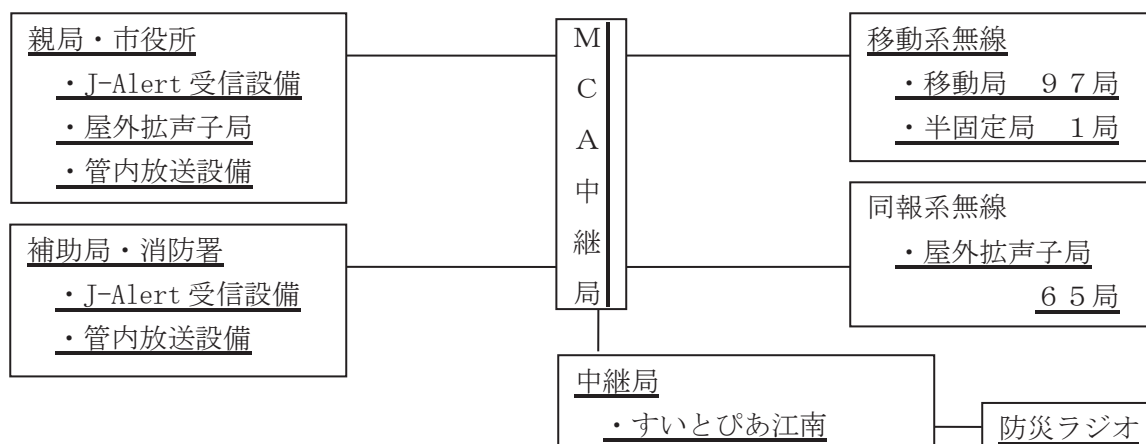 親局・市役所
・J-Alert 受信設備
・屋外拡声子局
・管内放送設備
補助局・消防署
・J-Alert 受信設備
・管内放送設備
MCA中継局
移動系無線
・移動局　９７局
・半固定局　１局
同報系無線
・屋外拡声子局
６５局
中継局
・すいとぴあ江南
防災ラジオ